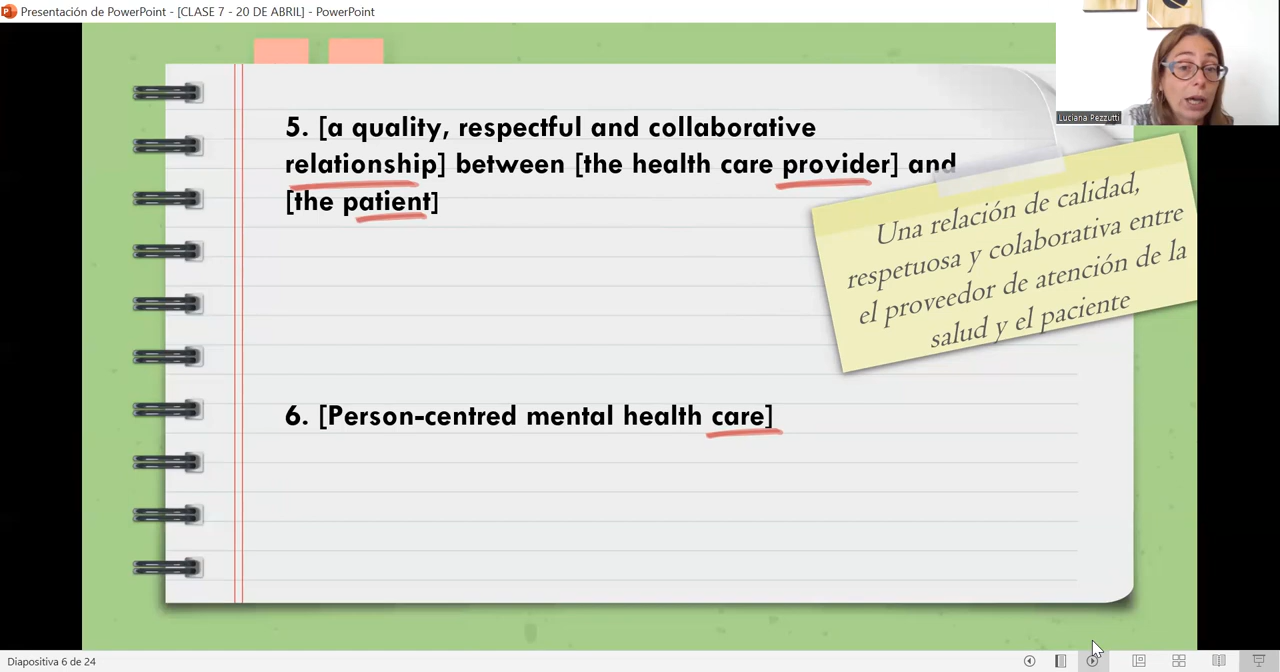 Presentación de PowerPoint - [CLASE 7 - 20 DE ABRIL] - PowerPoint
Luciana Pezzutti
5. [a quality, respectful and collaborative
relationship] between [the health care provider] and
[the patient]
Una relación de calidad,
respetuosa y colaborativa entre
el proveedor de atención de la
salud y el paciente
6. [Person-centred mental health care]
Diapositiva 6 de 24